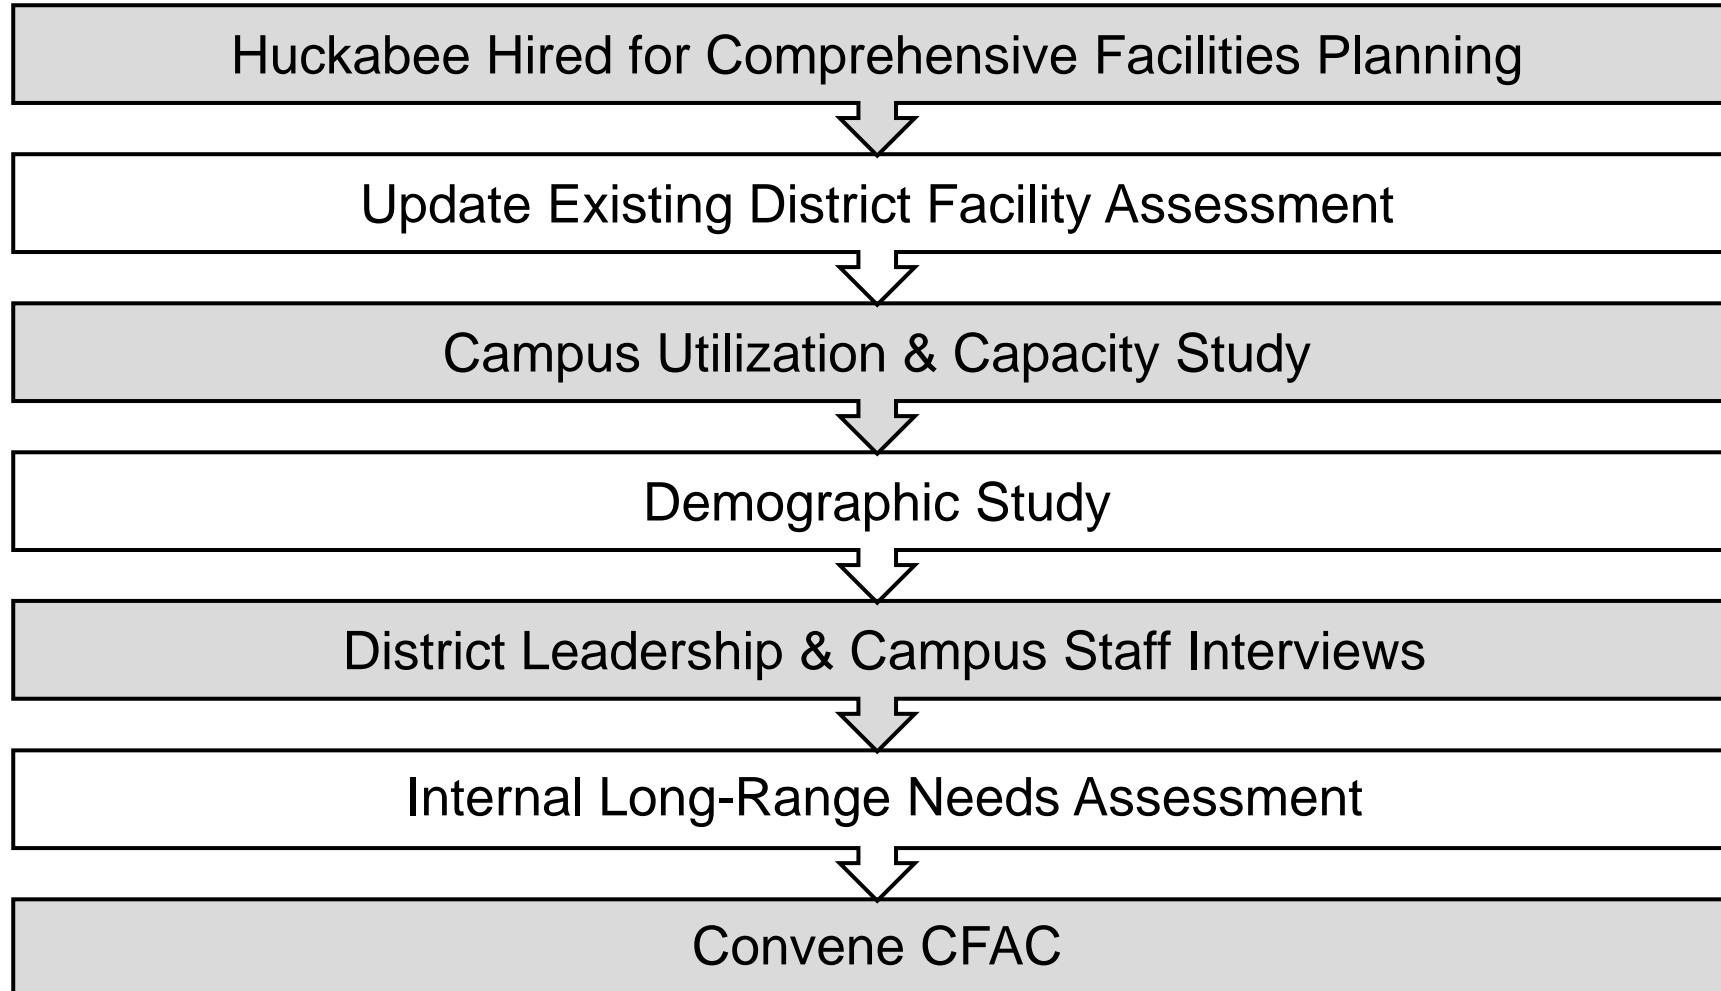 Huckabee Hired for Comprehensive Facilities Planning
Update Existing District Facility Assessment
Campus Utilization & Capacity Study
Demographic Study
District Leadership & Campus Staff Interviews
Internal Long-Range Needs Assessment
Convene CFAC